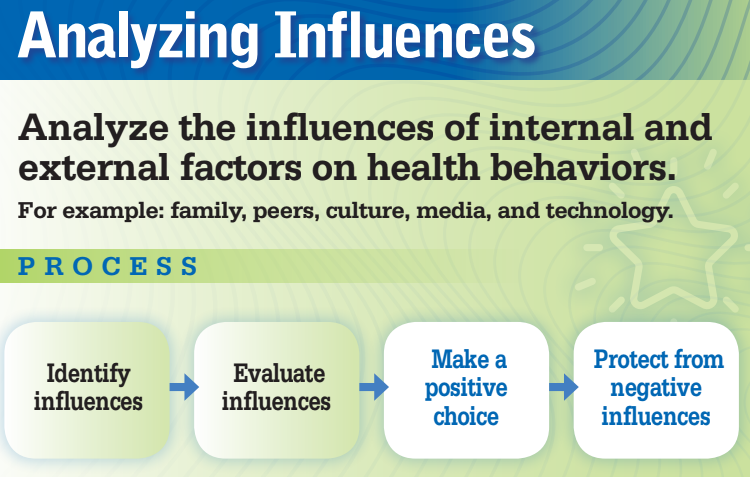 Analyzing Influences
Analyze the influences of internal and
external factors on health behaviors.
For example: family, peers, culture, media, and technology.
PROCESS
Identify
influences
Evaluate
influences
Make a
positive
choice
Protect from
negative
influences